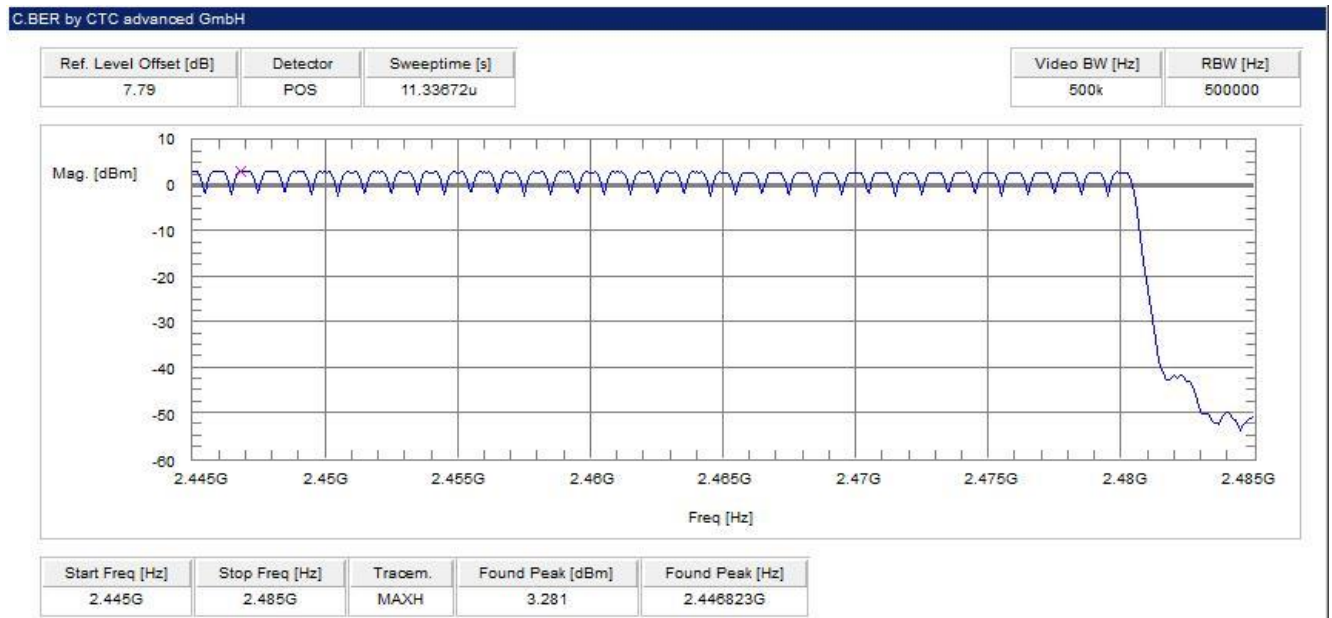 C.BER by CTC advanced GmbH
Ref. Level Offset [dB] Detector Sweeptime [s] Video BW [Hz] RBW [Hz]
7.79 POS 11.33672u 500k 500000
Mag. [dBm]
10
0
-10
-20
-30
-40
-50
-60
2.445G 2.45G 2.455G 2.46G 2.465G 2.47G 2.475G 2.48G 2.485G
Freq [Hz]
Start Freq [Hz] Stop Freq [Hz] Tracem. Found Peak [dBm] Found Peak [Hz]
2.445G 2.485G MAXH 3.281 2.446823G